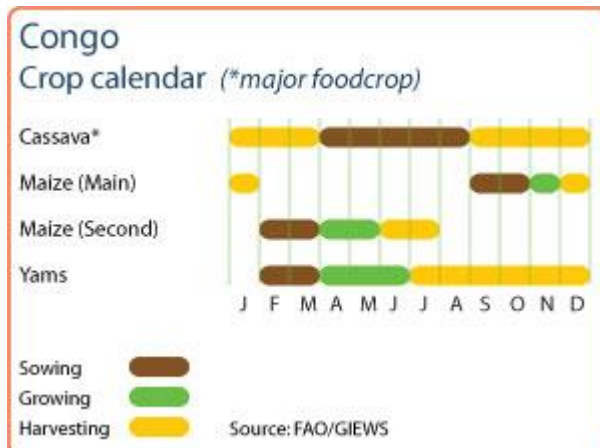 Congo
Crop calendar (*major foodcrop)
Cassava*
Maize (Main)
Maize (Second)
Yams
J F M A M J J A S O N D
Sowing
Growing
Harvesting Source: FAO/GIEWS